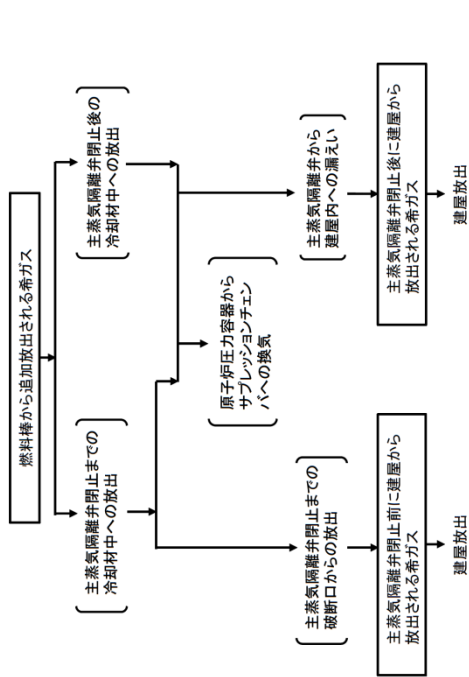 燃料棒から追加放出される希ガス
主蒸気隔離弁閉止までの
冷却材中への放出
主蒸気隔離弁閉止後の
冷却材中への放出
原子炉圧力容器から
サプレッションチェン
バへの換気
主蒸気隔離弁閉止までの
破断口からの放出
主蒸気隔離弁から
建屋内への漏えい
主蒸気隔離弁閉止前に建屋から
放出される希ガス
主蒸気隔離弁閉止後に建屋から
放出される希ガス
建屋放出
建屋放出